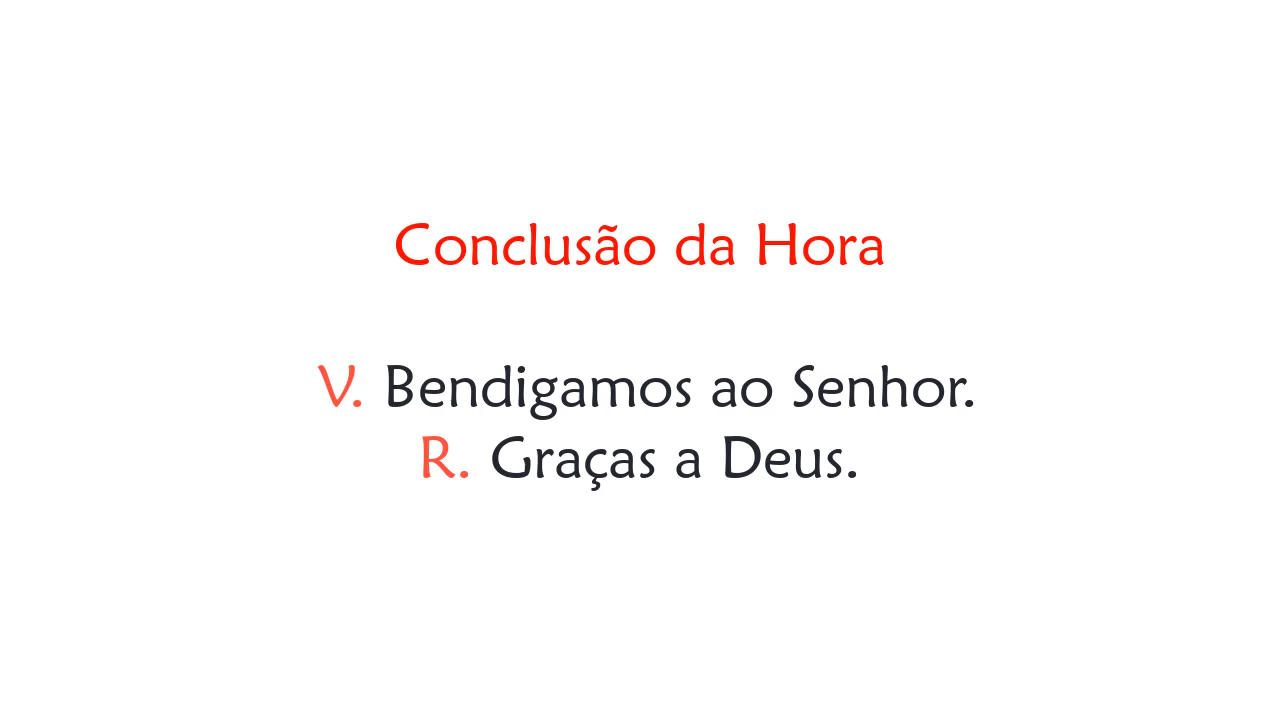 Conclusão da Hora
V. Bendigamos ao Senhor.
R. Graças a Deus.